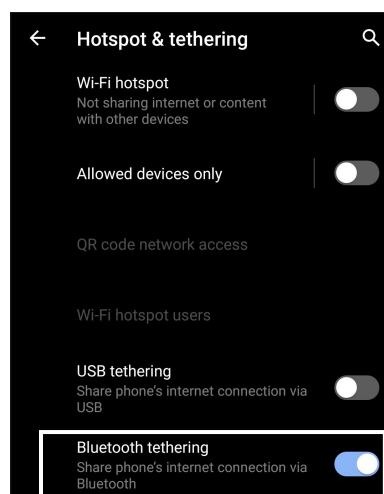 Hotspot & tethering
Wi-Fi hotspot
Not sharing internet or content
with other devices
Allowed devices only
QR code network access
Wi-Fi hotspot users
USB tethering
Share phone's internet connection via
USB
Bluetooth tethering
Share phone's internet connection via
Bluetooth